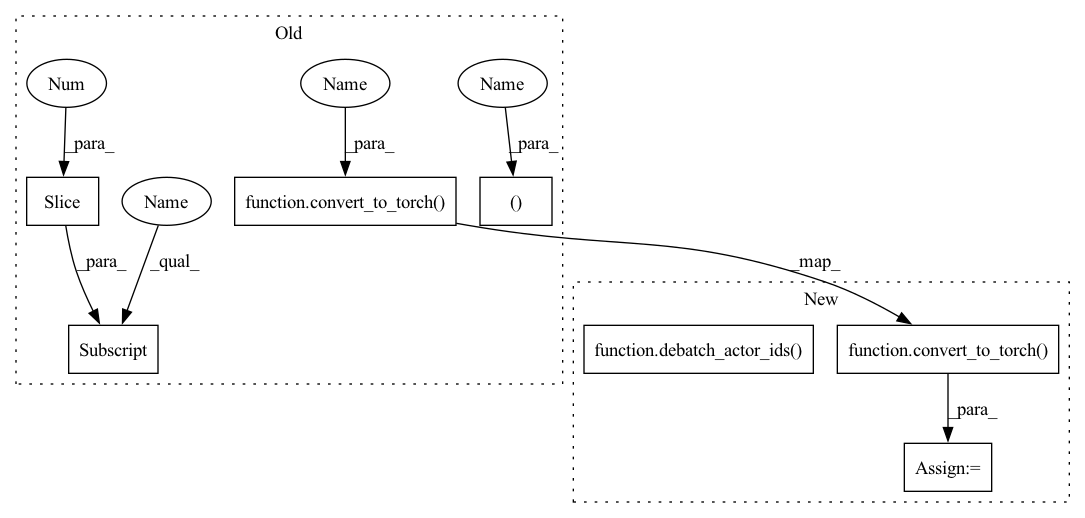 Old
Num
Name
Name
_para_
_para_
_para_
Slice
Name
function.convert_to_torch()
()
_para_
_qual_
_map_
New
Subscript
function.debatch_actor_ids()
function.convert_to_torch()
_para_
Assign:=